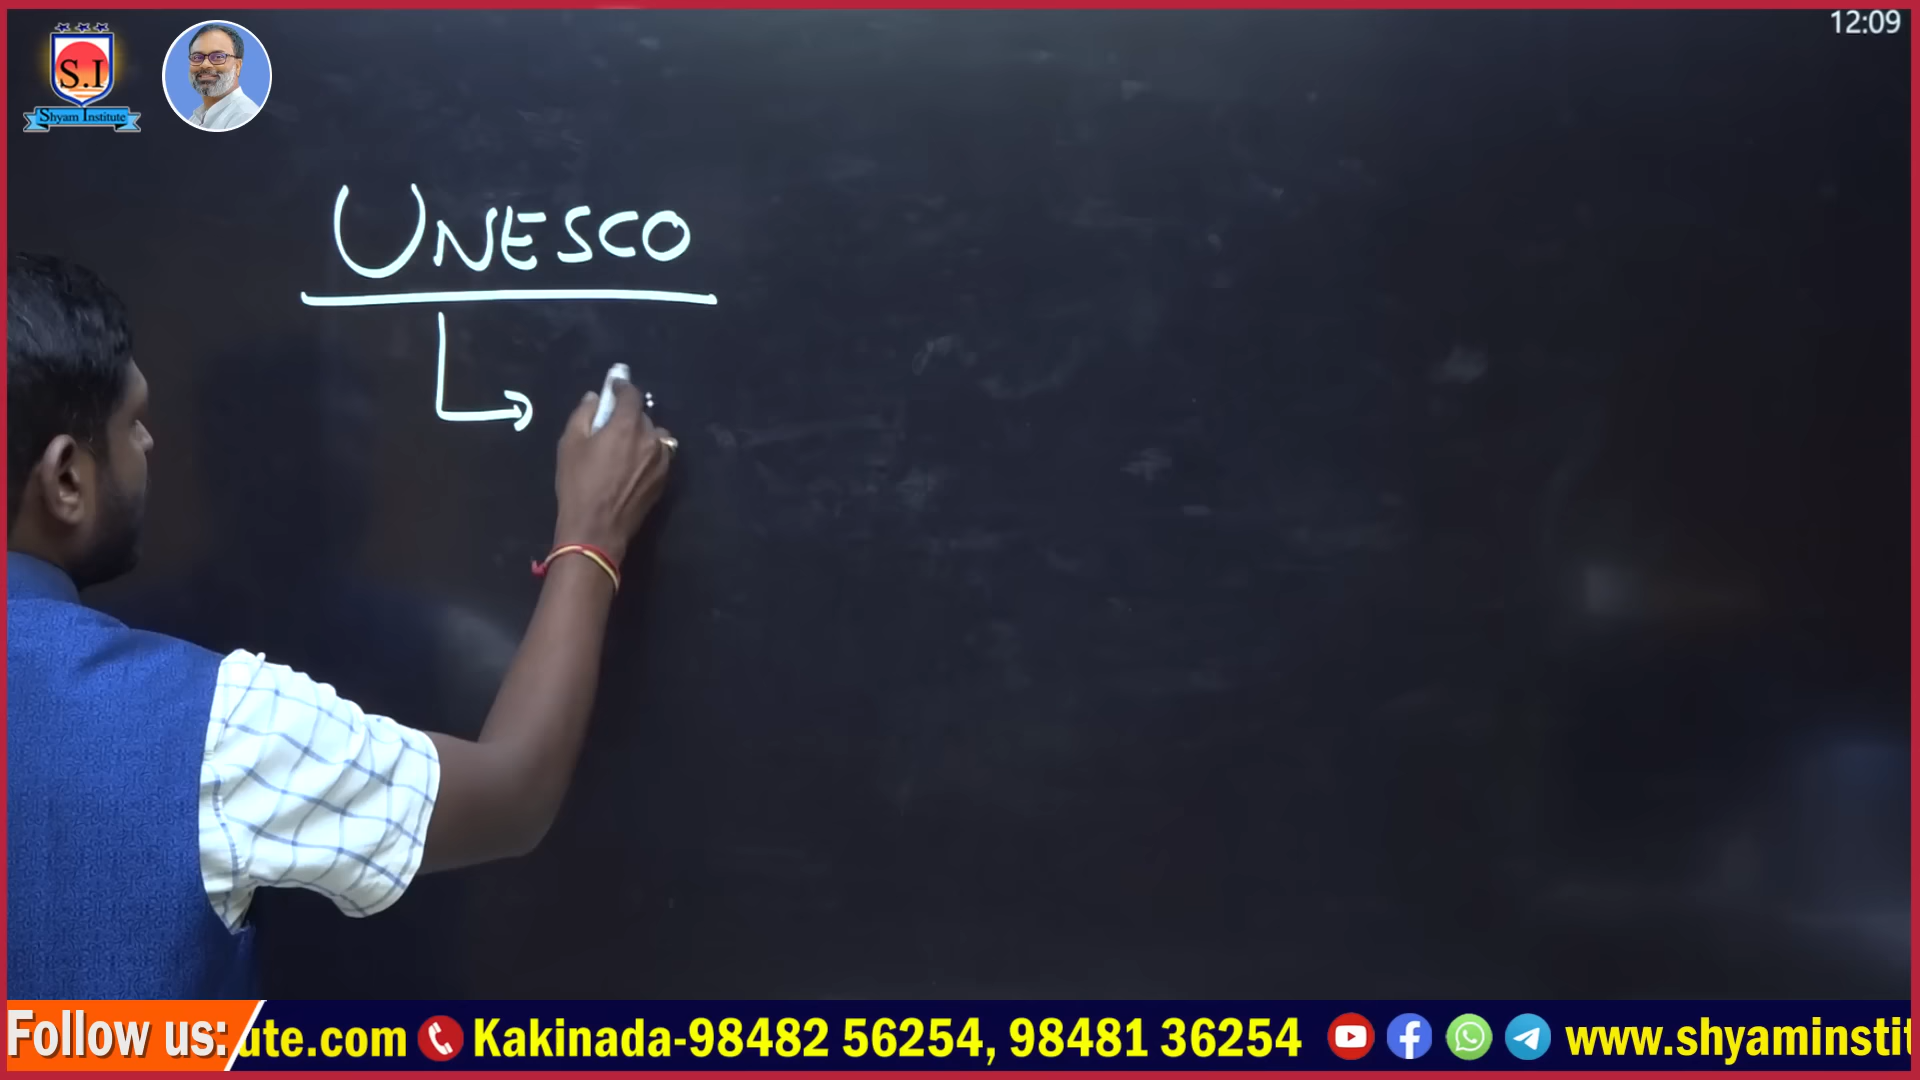 12:09
S.I
Shyam Institute
UNESCO
Follow us: ute.com Kakinada-98482 56254, 98481 36254 www.shyaminstit